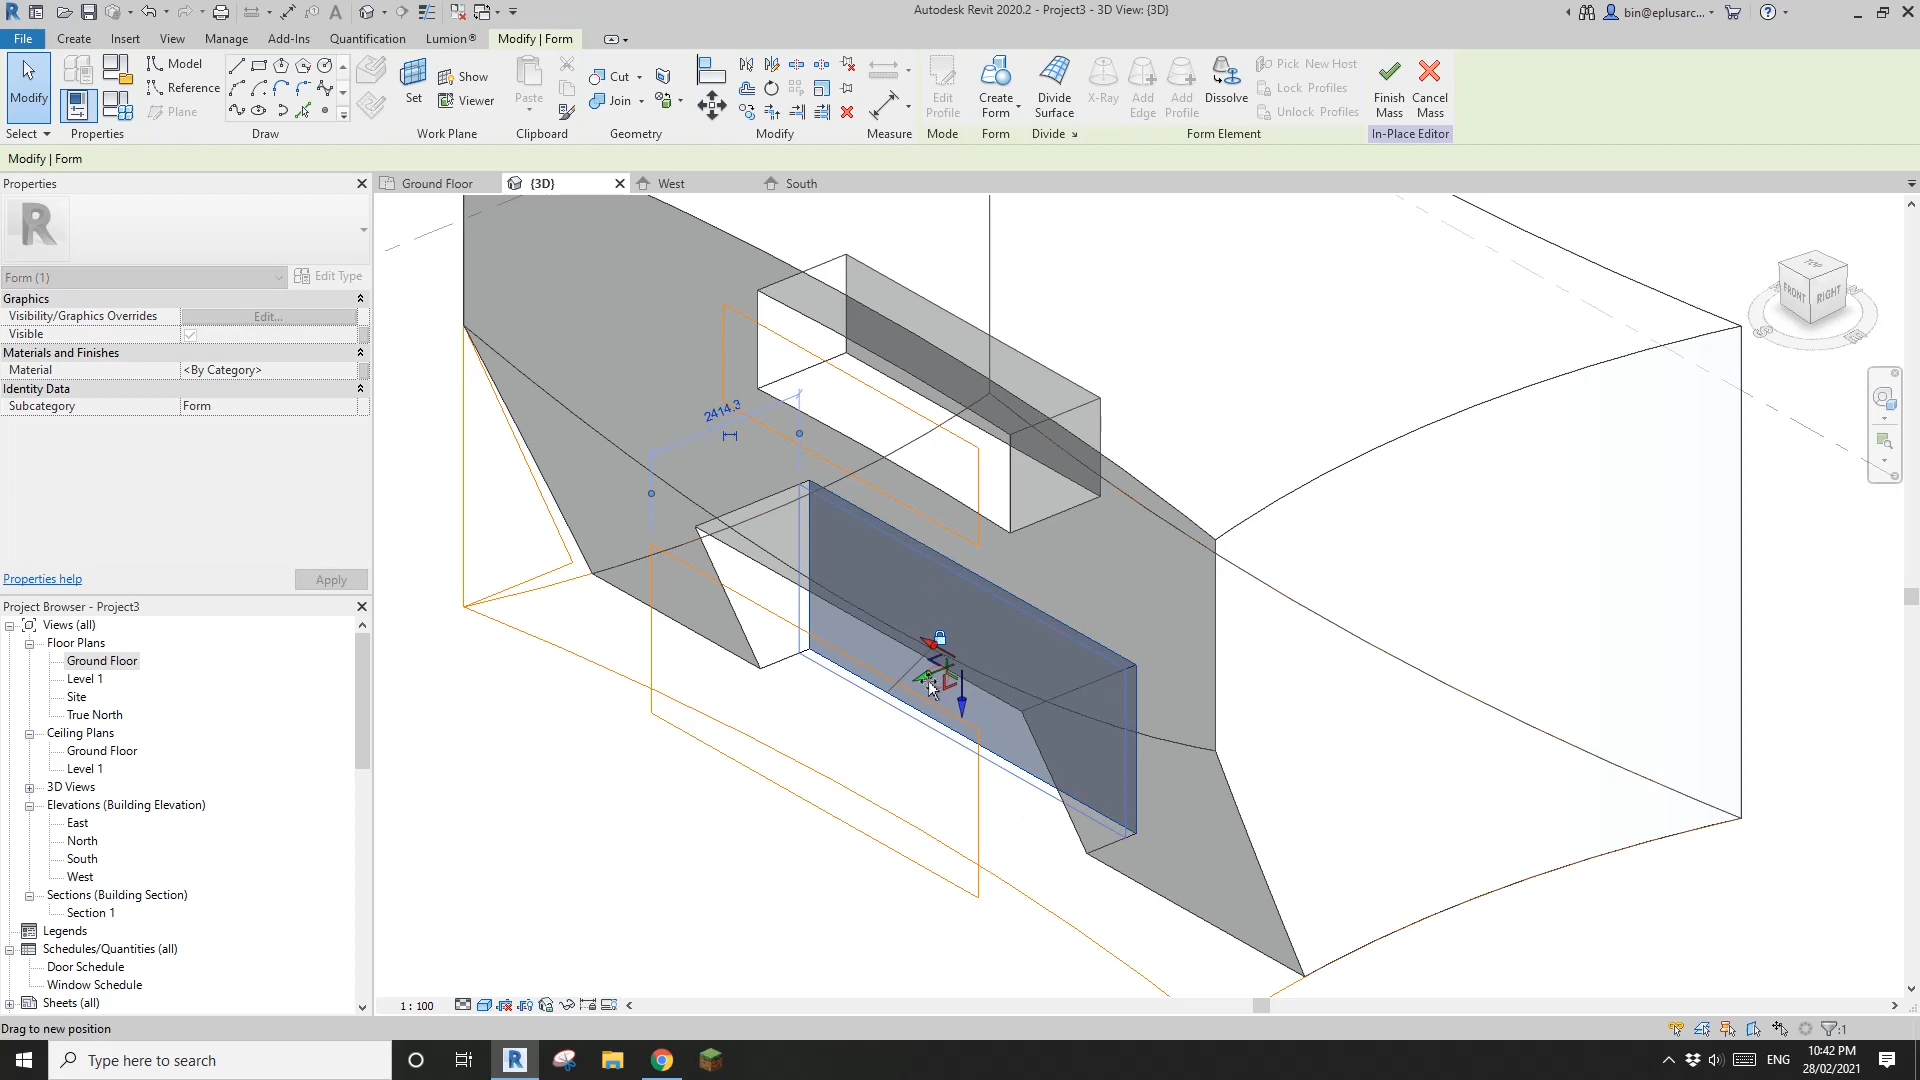 Autodesk Revit 2020.2 - Project3 - 3D View: {3D}
bin@eplusarc...
File
Create
Insert
View
Manage
Add-Ins
Quantification
Lumion®
Modify | Form
Modify
Select
Properties
Model
Reference
Plane
Draw
Set
Show
Viewer
Work Plane
Paste
Clipboard
Cut
Join
Geometry
Modify
Measure
Edit
Profile
Mode
Create
Form
Form
Divide
Surface
Divide
X-Ray
Add
Edge
Add
Profile
Dissolve
Pick New Host
Lock Profiles
Unlock Profiles
Form Element
Finish
Mass
Cancel
Mass
In-Place Editor
Modify | Form
Properties
Ground Floor
{3D}
West
South
R
Form (1)
Edit Type
Graphics
Visibility/Graphics Overrides
Edit...
Visible
Materials and Finishes
Material
<By Category>
Identity Data
Subcategory
Form
Properties help
Apply
Project Browser - Project3
Views (all)
Floor Plans
Ground Floor
Level 1
Site
True North
Ceiling Plans
Ground Floor
Level 1
3D Views
Elevations (Building Elevation)
East
North
South
West
Sections (Building Section)
Section 1
Legends
Schedules/Quantities (all)
Door Schedule
Window Schedule
Sheets (all)
2414.3
TOP
FRONT
RIGHT
1 : 100
Drag to new position
:1
Type here to search
ENG
10:42 PM
28/02/2021